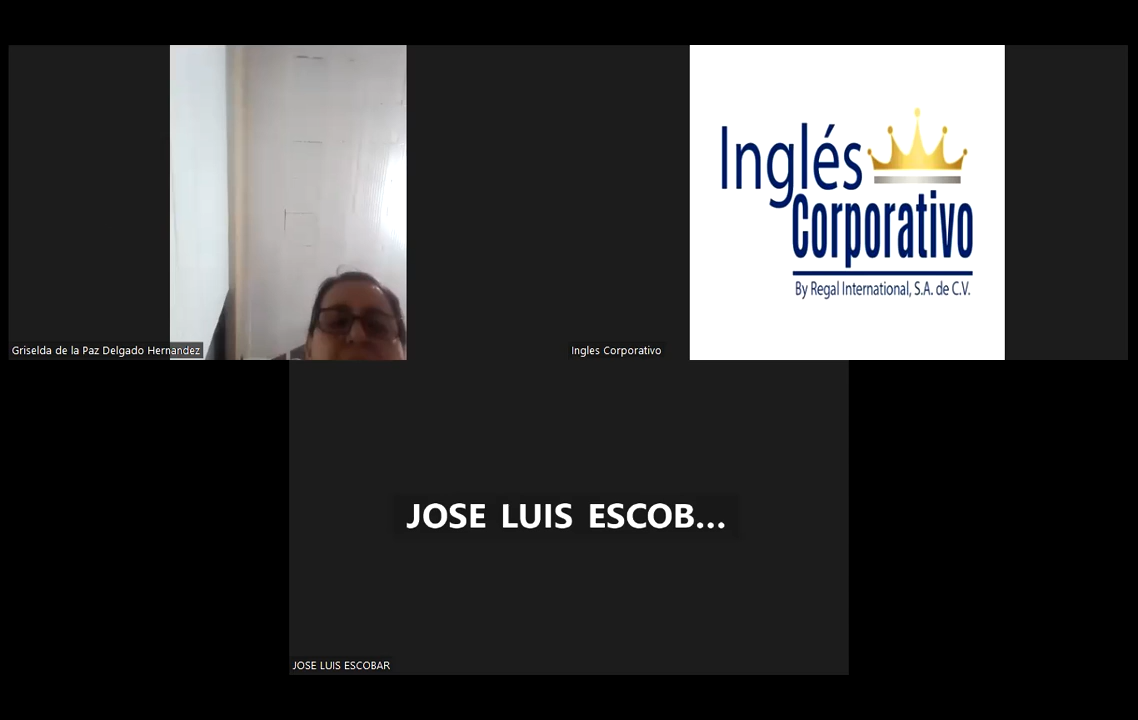 Inglés
Corporativo
By Regal International, S.A. de C.V.
Griselda de la Paz Delgado Hernandez
Ingles Corporativo
JOSE LUIS ESCOB...
JOSE LUIS ESCOBAR